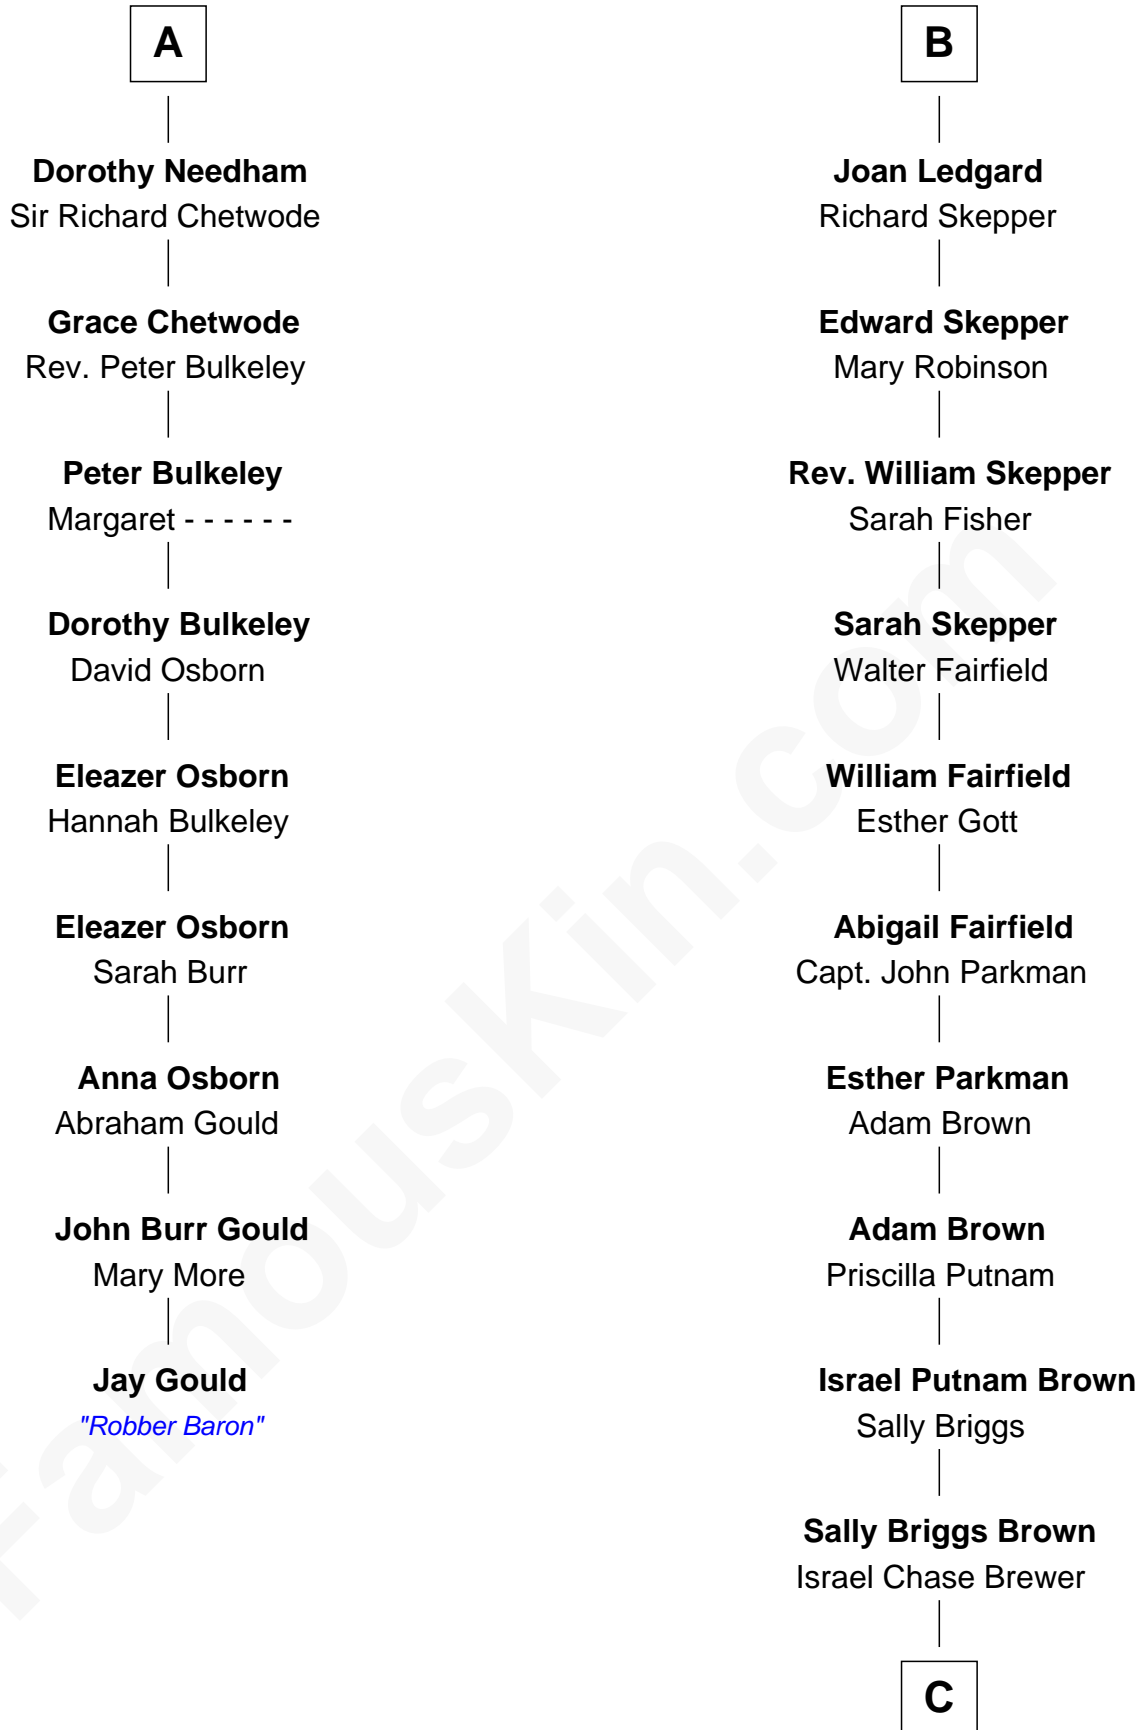 A
Dorothy Needham
Sir Richard Chetwode
Grace Chetwode
Rev. Peter Bulkeley
Peter Bulkeley
Margaret - - - - - -
Dorothy Bulkeley
David Osborn
Eleazer Osborn
Hannah Bulkeley
Eleazer Osborn
Sarah Burr
Anna Osborn
Abraham Gould
John Burr Gould
Mary More
Jay Gould
"Robber Baron"
B
Joan Ledgard
Richard Skepper
Edward Skepper
Mary Robinson
Rev. William Skepper
Sarah Fisher
Sarah Skepper
Walter Fairfield
William Fairfield
Esther Gott
Abigail Fairfield
Capt. John Parkman
Esther Parkman
Adam Brown
Adam Brown
Priscilla Putnam
Israel Putnam Brown
Sally Briggs
Sally Briggs Brown
Israel Chase Brewer
C
FamousKin.com